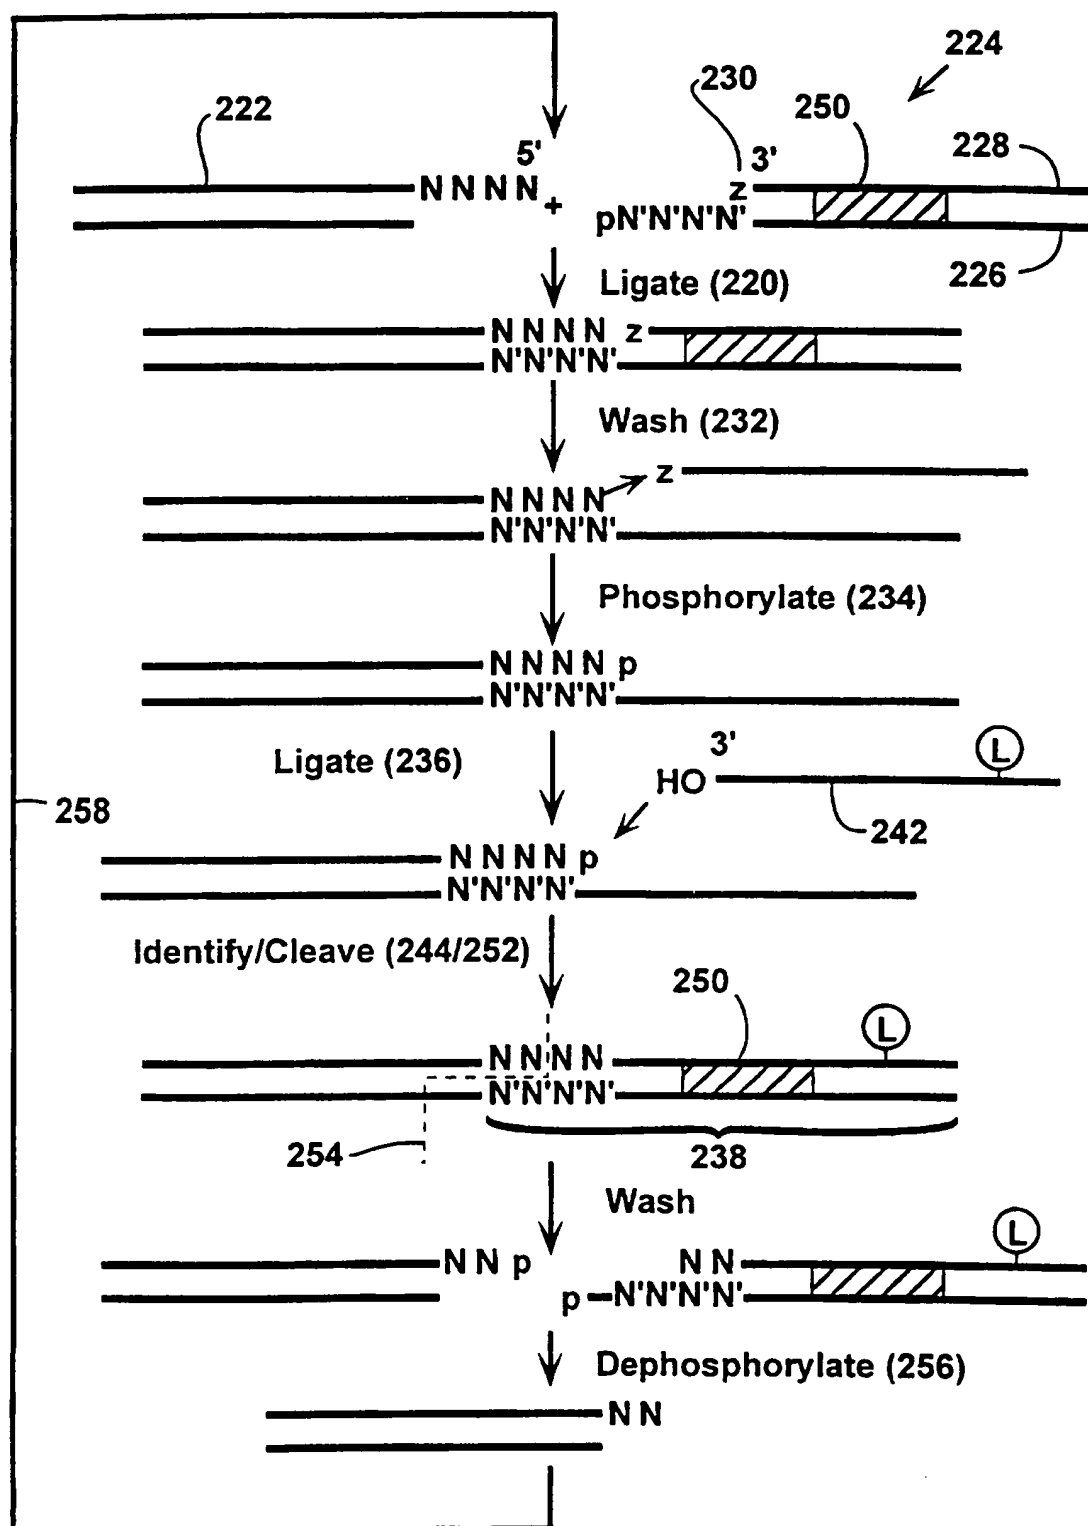 224
230
222
250
3'
228
5'
N N N N
+
z
pN'N'N'N'
226
Ligate (220)
N N N N z
N'N'N'N'
Wash (232)
z
N N N N
N'N'N'N'
Phosphorylate (234)
N N N N p
N'N'N'N'
3'
L
Ligate (236)
HO
258
242
N N N N p
N'N'N'N'
Identify/Cleave (244/252)
250
L
N N N N
N'N'N'N'
254
238
Wash
L
N N p
N N
p N'N'N'N'
Dephosphorylate (256)
N N